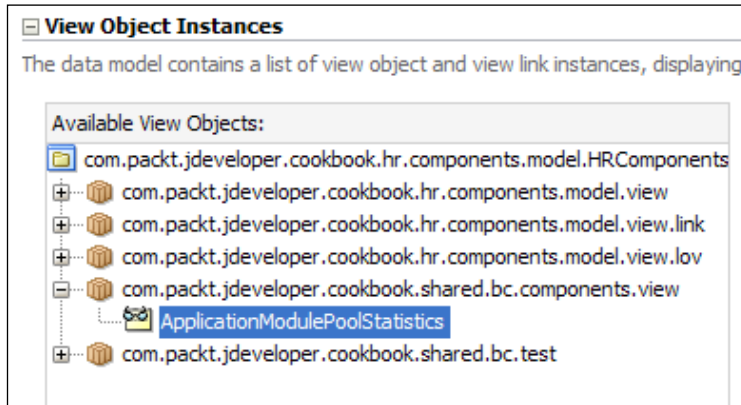 View Object Instances
The data model contains a list of view object and view link instances, displaying
Available View Objects:
com.packt.jdeveloper.cookbook.hr.components.model.HRComponents
com.packt.jdeveloper.cookbook.hr.components.model.view
com.packt.jdeveloper.cookbook.hr.components.model.view.link
com.packt.jdeveloper.cookbook.hr.components.model.view.lov
com.packt.jdeveloper.cookbook.shared.bc.components.view
ApplicationModulePoolStatistics
com.packt.jdeveloper.cookbook.shared.bc.test